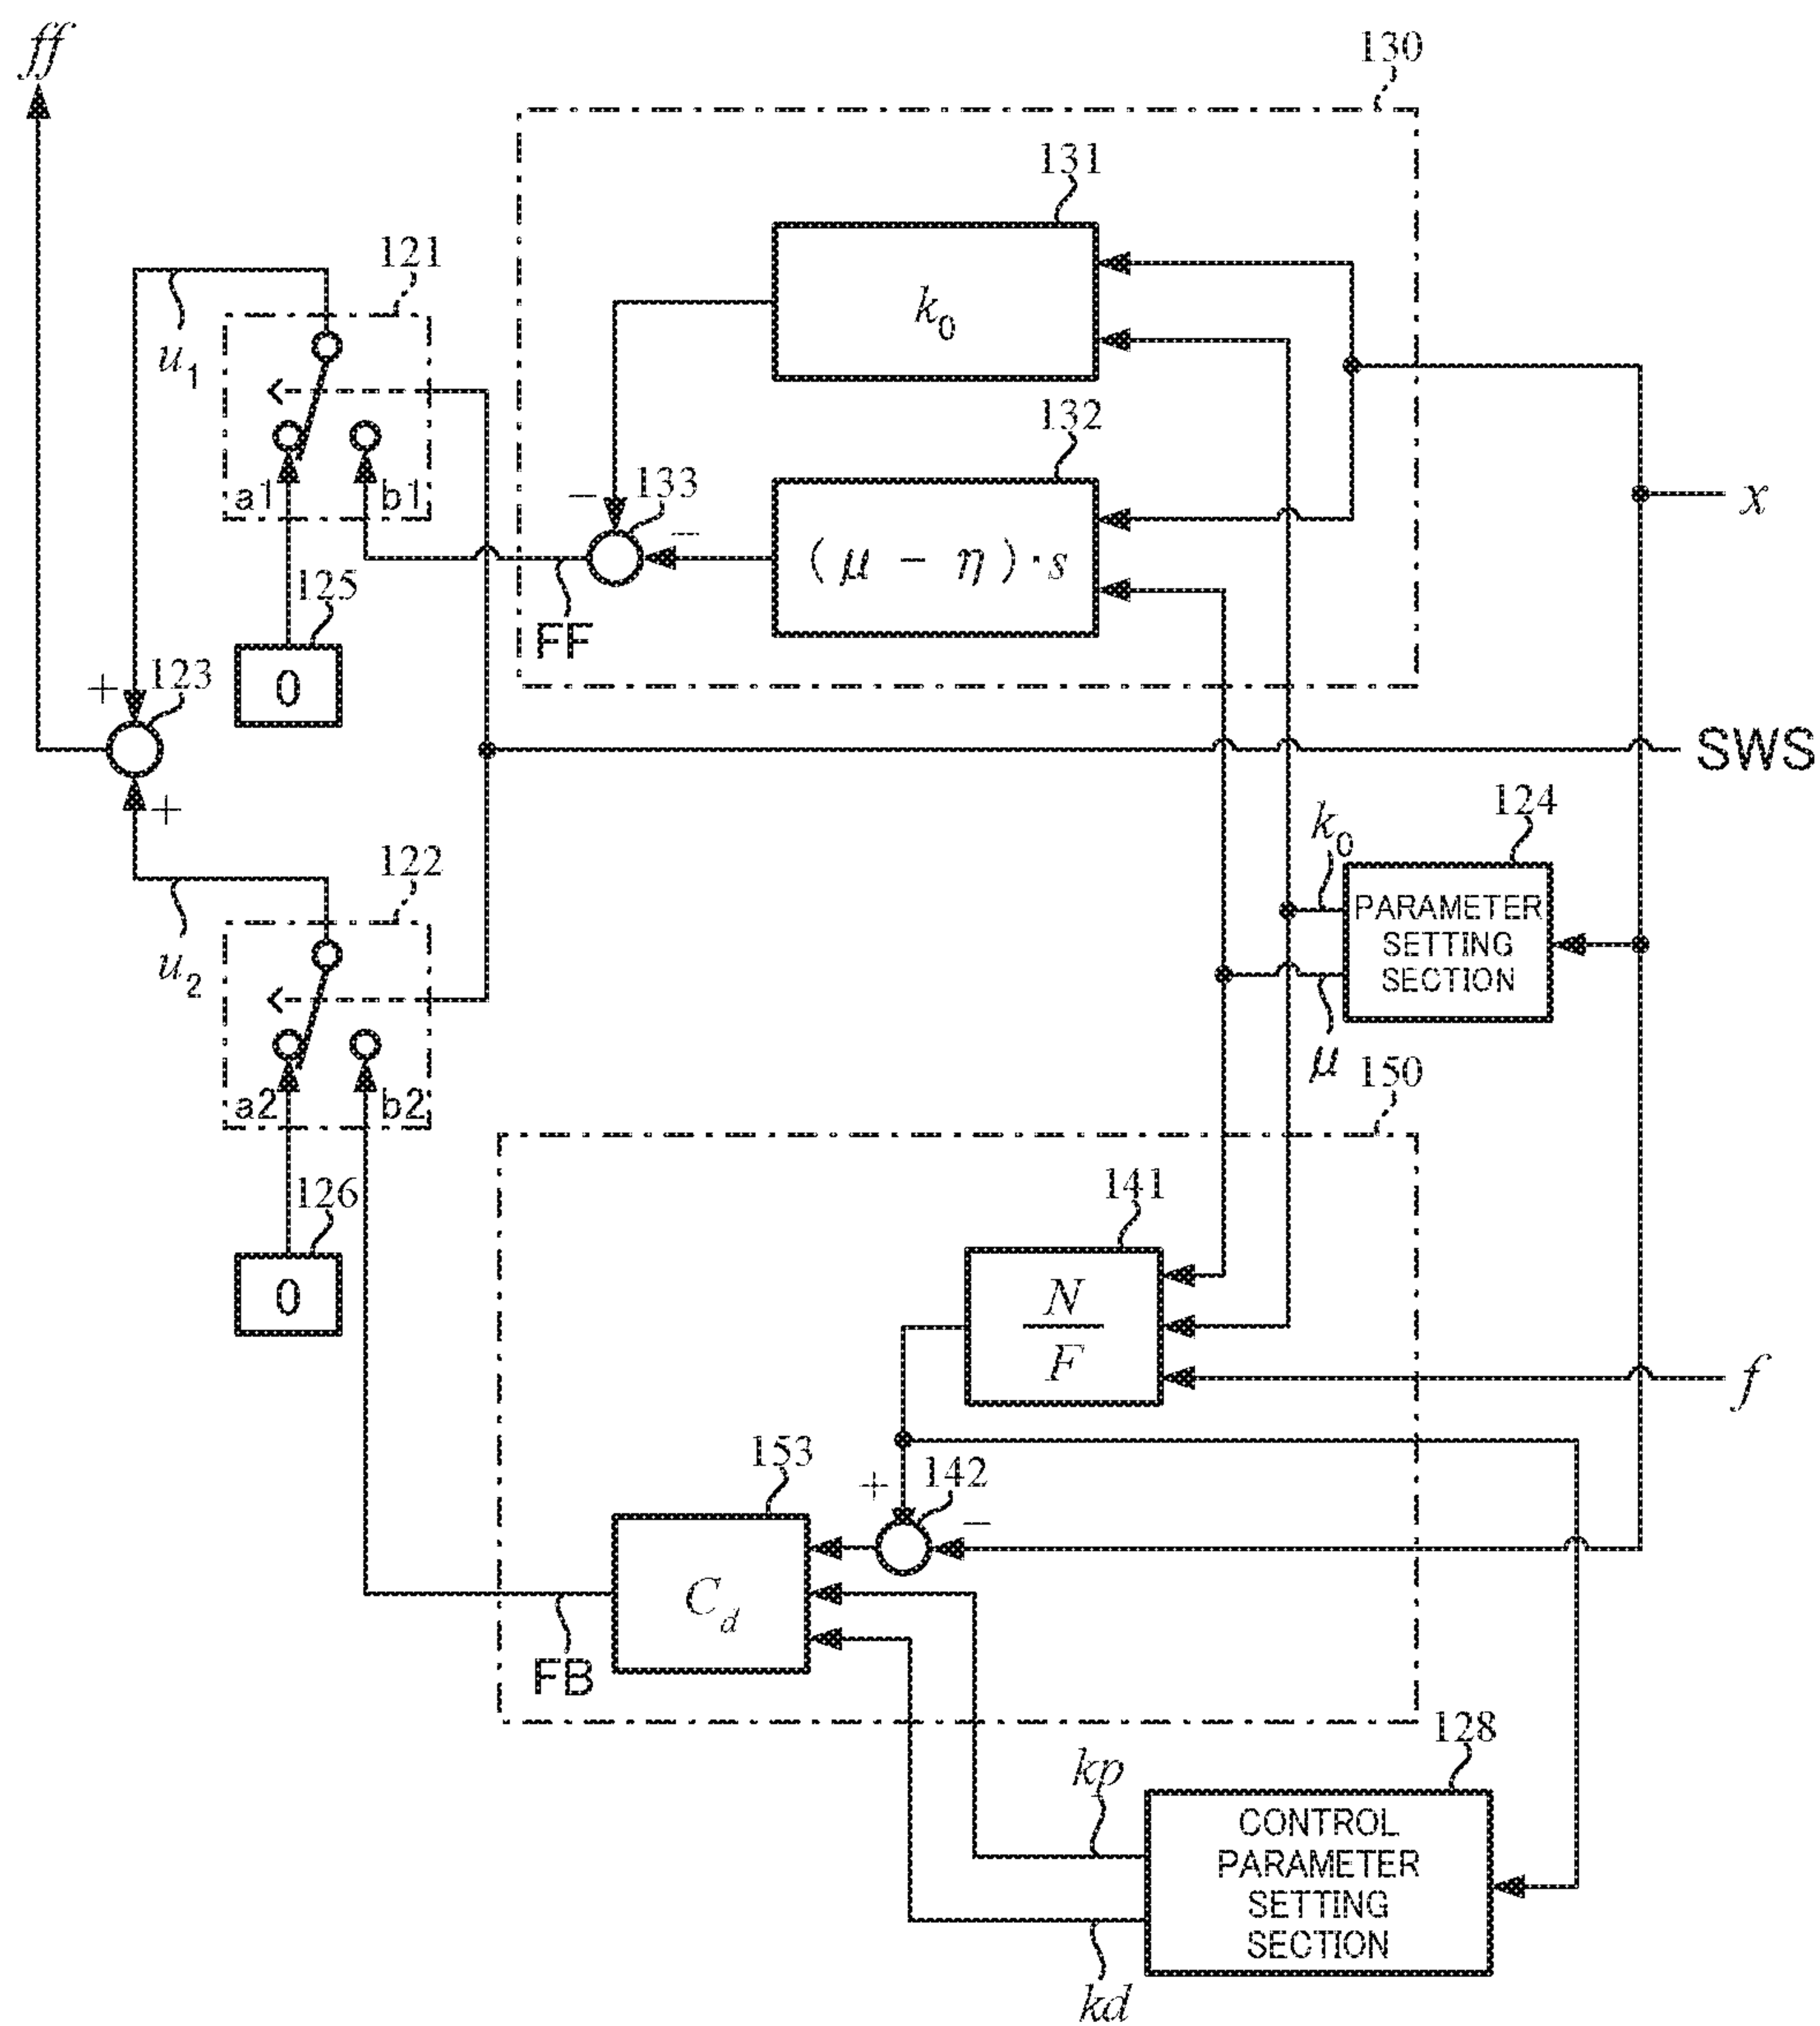 ff
130
131
k0
121
u1
132
a1
b1
−
133
−
( μ − η )·s
FF
125
0
+
123
SWS
+
124
k0
122
PARAMETER
SETTING
SECTION
u2
μ
150
a2
b2
126
0
141
N
F
f
153
+
142
−
x
Cd
FB
128
kp
CONTROL
PARAMETER
SETTING
SECTION
kd